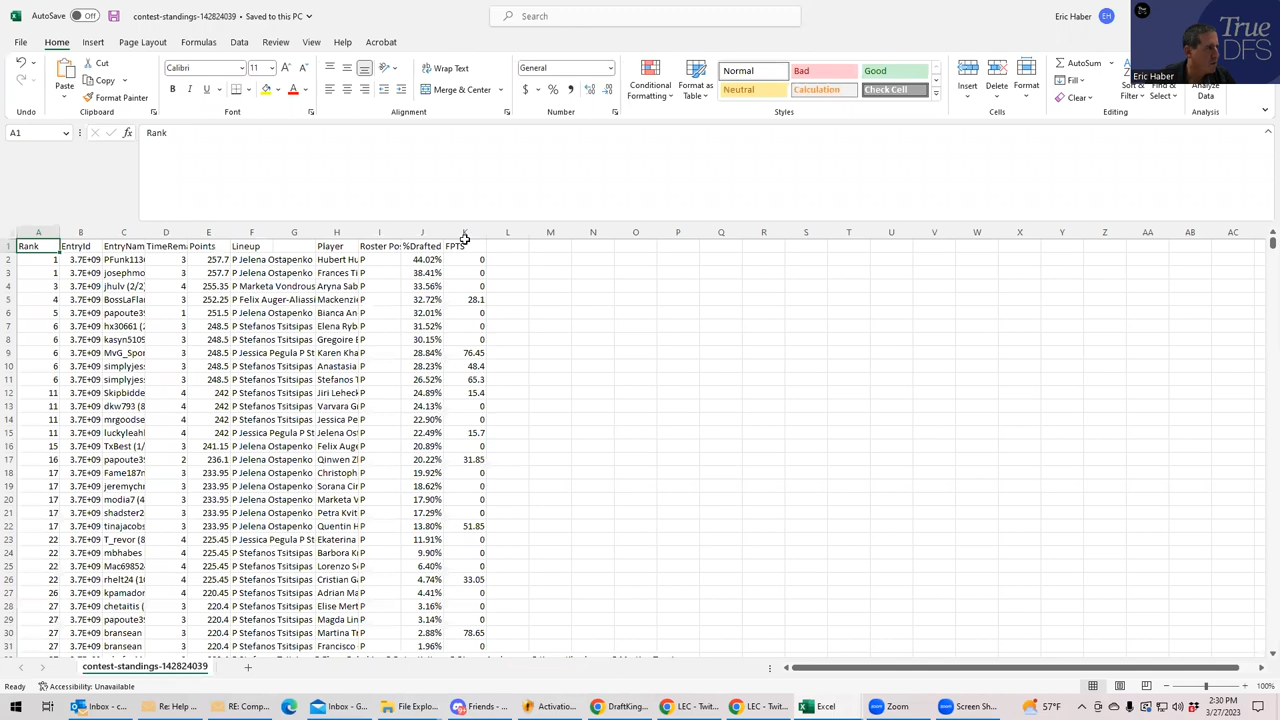 AutoSave Off contest-standings-142824039 • Saved to this PC Search Eric Haber EH
True DFS
Eric Haber
File Home Insert Page Layout Formulas Data Review View Help Acrobat
Paste Cut Copy Format Painter Calibri 11 Wrap Text Merge & Center General Conditional Formatting Format as Table Normal Bad Good Neutral Calculation Check Cell Insert Delete Format AutoSum Fill Clear Sort & Filter Find & Select Analyze Data
Undo Clipboard Font Alignment Number Styles Cells Editing Analysis
A1 fx Rank
A B C D E F G H I J K L M N O P Q R S T U V W X Y Z AA AB AC
1 Rank EntryId EntryNam TimeRema Points Lineup Player Roster Pos %Drafted FPTS
2 1 3.7E+09 PFunk113 3 257.7 P Jelena Ostapenko Hubert Hu P 44.02% 0
3 1 3.7E+09 josephmo 3 257.7 P Jelena Ostapenko Frances Ti P 38.41% 0
4 3 3.7E+09 jhulv (2/2) 4 255.35 P Marketa Vondrous Aryna Sab P 33.56% 0
5 4 3.7E+09 BossLaFlar 3 252.25 P Felix Auger-Aliassi Mackenzie P 32.72% 28.1
6 5 3.7E+09 papoute39 1 251.5 P Jelena Ostapenko Bianca An P 32.01% 0
7 6 3.7E+09 hx30661 (2 3 248.5 P Stefanos Tsitsipas Elena Ryb P 31.52% 0
8 6 3.7E+09 kasyn5109 3 248.5 P Stefanos Tsitsipas Gregoire P 30.15% 0
9 6 3.7E+09 MvG_Spor 3 248.5 P Jessica Pegula P St Karen Kha P 28.84% 76.45
10 6 3.7E+09 simplyjess 3 248.5 P Stefanos Tsitsipas Anastasia P 28.23% 48.4
11 6 3.7E+09 simplyjess 3 248.5 P Stefanos Tsitsipas Stefanos T P 26.52% 65.3
12 11 3.7E+09 Skipbidde 4 242 P Stefanos Tsitsipas Jiri Leheck P 24.89% 15.4
13 11 3.7E+09 dkw793 (8 4 242 P Stefanos Tsitsipas Varvara G P 24.13% 0
14 11 3.7E+09 mrgoodse 4 242 P Stefanos Tsitsipas Jessica Pe P 22.90% 0
15 11 3.7E+09 luckyleahl 4 242 P Jessica Pegula P St Jelena Ost P 22.49% 15.7
16 15 3.7E+09 TxBest (1/ 3 241.15 P Jelena Ostapenko Felix Auge P 20.89% 0
17 16 3.7E+09 papoute39 2 236.1 P Jelena Ostapenko Qinwen Zh P 20.22% 31.85
18 17 3.7E+09 Fame187n 3 233.95 P Jelena Ostapenko Christoph P 19.92% 0
19 17 3.7E+09 jeremychr 3 233.95 P Jelena Ostapenko Sorana Cir P 18.62% 0
20 17 3.7E+09 modia7 (4 3 233.95 P Jelena Ostapenko Marketa V P 17.90% 0
21 17 3.7E+09 shadster2 3 233.95 P Jelena Ostapenko Petra Kvit P 17.29% 0
22 17 3.7E+09 tinajacobs 3 233.95 P Jelena Ostapenko Quentin H P 13.80% 51.85
23 22 3.7E+09 T_revor (8 4 225.45 P Jessica Pegula P St Ekaterina P 11.91% 0
24 22 3.7E+09 mbhabes 4 225.45 P Stefanos Tsitsipas Barbora K P 9.90% 0
25 22 3.7E+09 Mac69852 4 225.45 P Stefanos Tsitsipas Lorenzo S P 6.40% 0
26 22 3.7E+09 rhelt24 (1 4 225.45 P Stefanos Tsitsipas Cristian G P 4.74% 33.05
27 26 3.7E+09 kpamador 4 220.4 P Stefanos Tsitsipas Adrian Ma P 4.41% 0
28 27 3.7E+09 chetaitis ( 3 220.4 P Stefanos Tsitsipas Elise Mert P 3.16% 0
29 27 3.7E+09 papoute39 3 220.4 P Stefanos Tsitsipas Magda Lin P 3.14% 0
30 27 3.7E+09 bransean 3 220.4 P Stefanos Tsitsipas Martina Tr P 2.88% 78.65
31 27 3.7E+09 bransean 3 220.4 P Stefanos Tsitsipas Francisco P 1.96% 0
contest-standings-142824039
Ready Accessibility: Unavailable 100%
Inbox - c... Re: Help ... RE: Comp... Inbox - G... File Explo... Friends - ... Activatio... DraftKing... LEC - Twit... LEC - Twit... Excel Zoom Screen Sh... 57°F 2:30 PM 3/27/2023